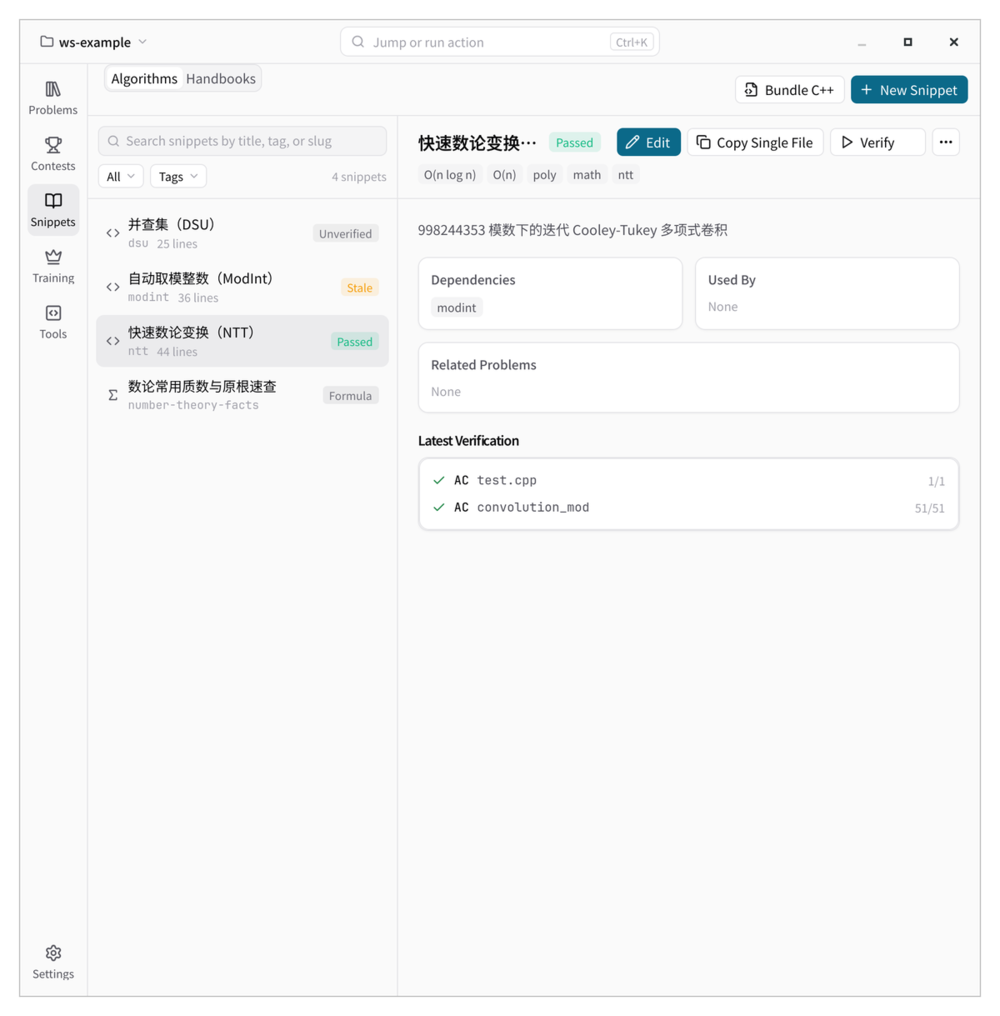 ws-example
Jump or run action
Ctrl+K
Problems
Contests
Snippets
Training
Tools
Settings
Algorithms
Handbooks
Bundle C++
New Snippet
Search snippets by title, tag, or slug
All
Tags
4 snippets
并查集（DSU）
dsu 25 lines
Unverified
自动取模整数（ModInt）
modint 36 lines
Stale
快速数论变换（NTT）
ntt 44 lines
Passed
数论常用质数与原根速查
number-theory-facts
Formula
快速数论变换…
Passed
Edit
Copy Single File
Verify
O(n log n)
O(n)
poly
math
ntt
998244353 模数下的迭代 Cooley-Tukey 多项式卷积
Dependencies
modint
Used By
None
Related Problems
None
Latest Verification
AC test.cpp 1/1
AC convolution_mod 51/51